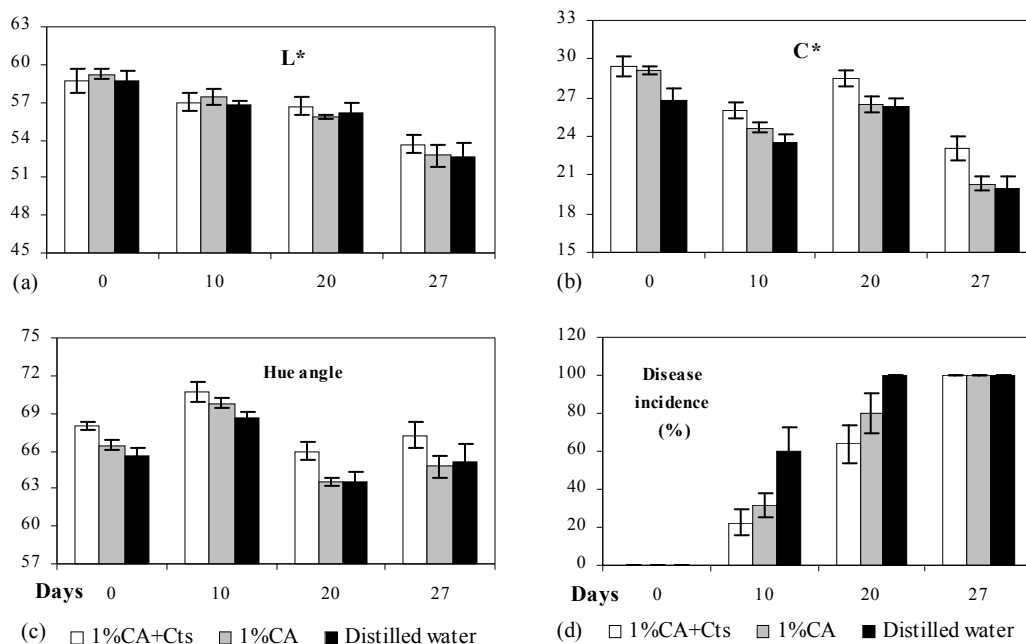 63
60
57
54
51
48
45
L*
(a)
0 10 20 27
33
30
27
24
21
18
15
C*
(b)
0 10 20 27
75
72
69
66
63
60
57
Hue angle
Days 0 10 20 27
(c) 1%CA+Cts 1%CA Distilled water
120
100
80
60
40
20
0
Disease
incidence
(%)
Days 0 10 20 27
(d) 1%CA+Cts 1%CA Distilled water